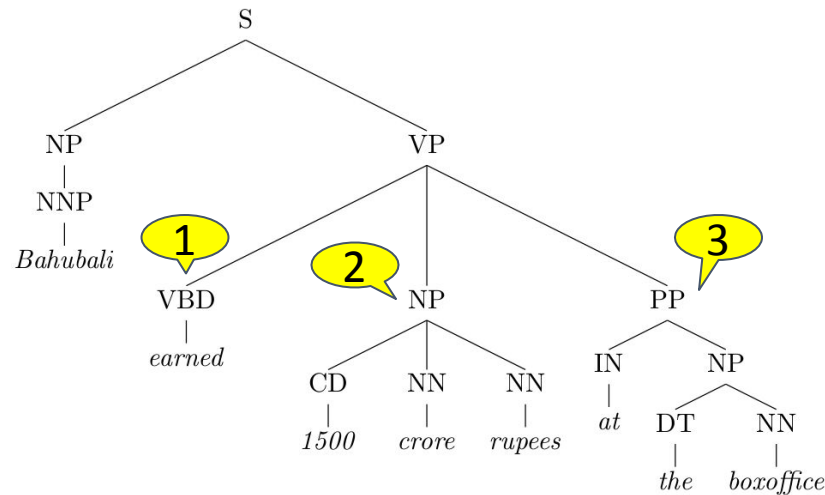 S
NP VP
NNP
Bahubali
1 2 3
VBD NP PP
earned
CD NN NN IN NP
1500 crore rupees at
DT NN
the boxoffice